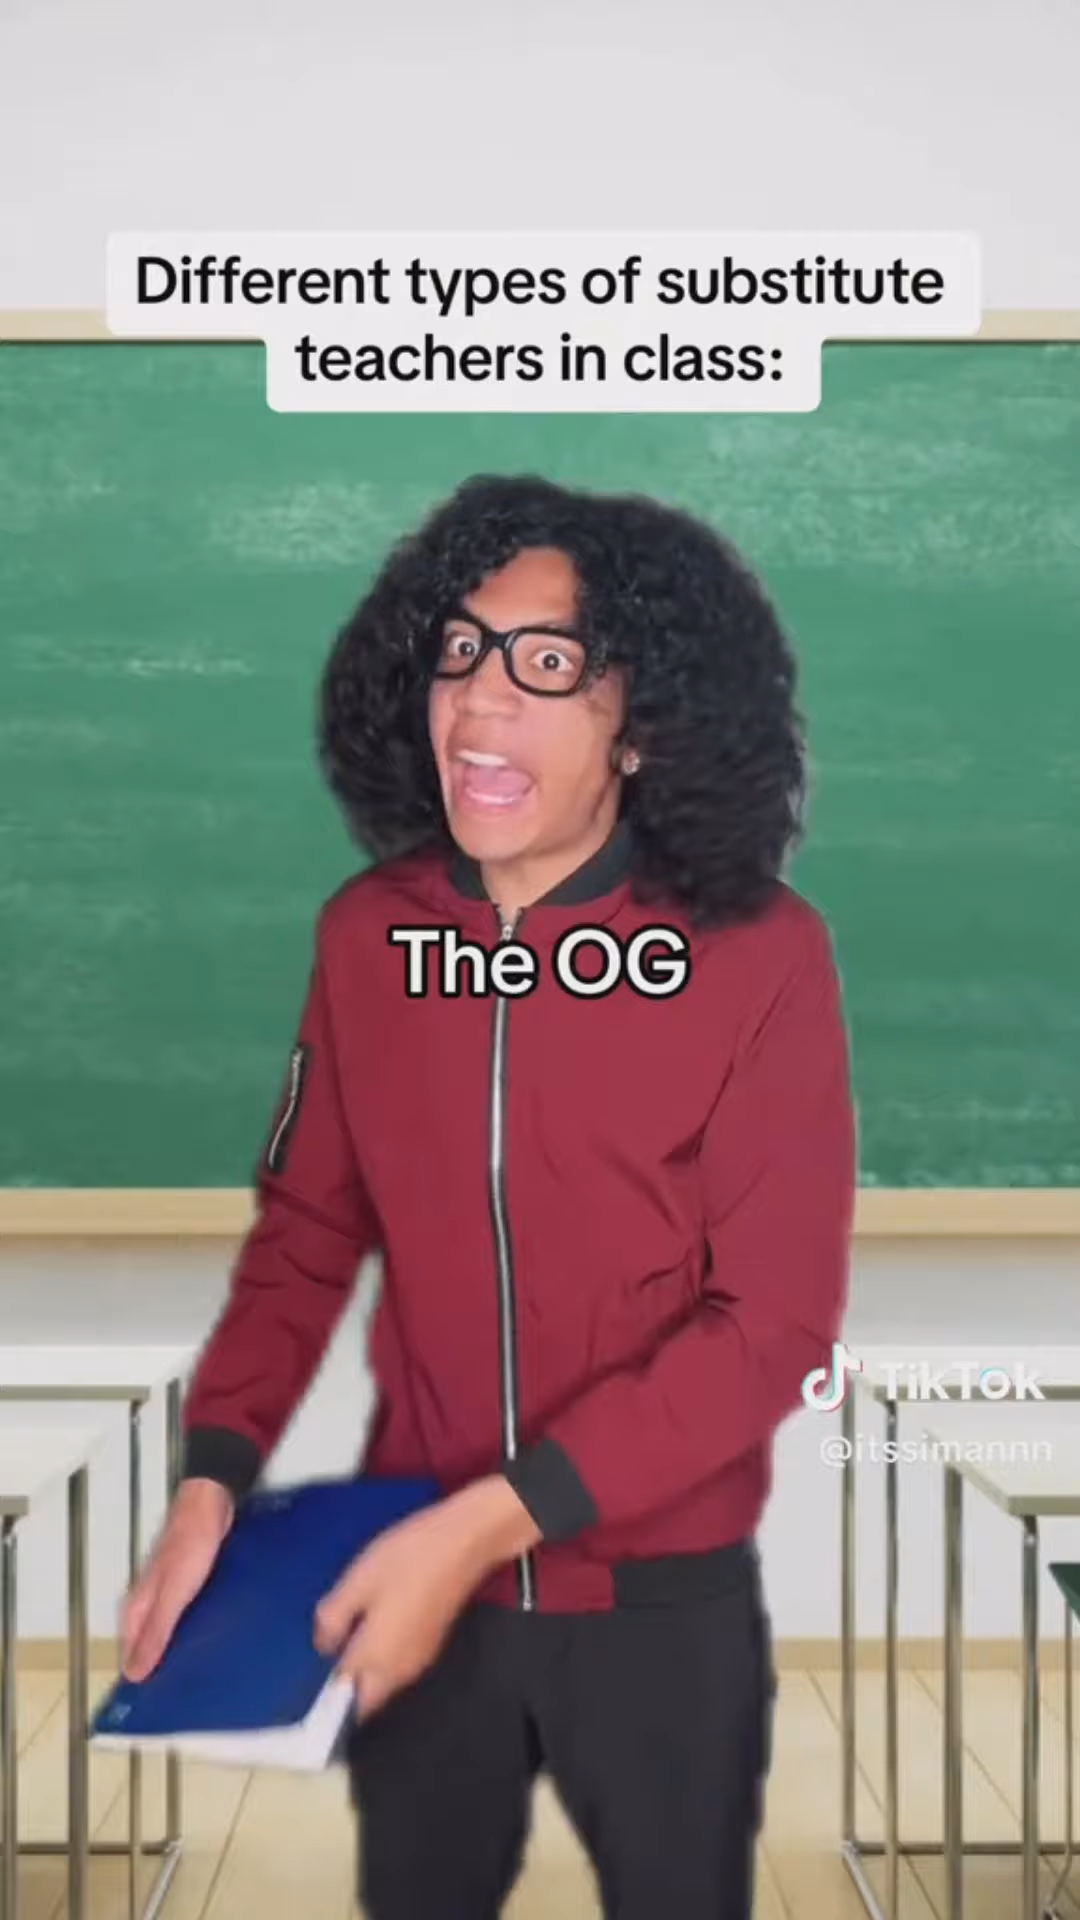 Different types of substitute
teachers in class:
The OG
TikTok
@itssimannn